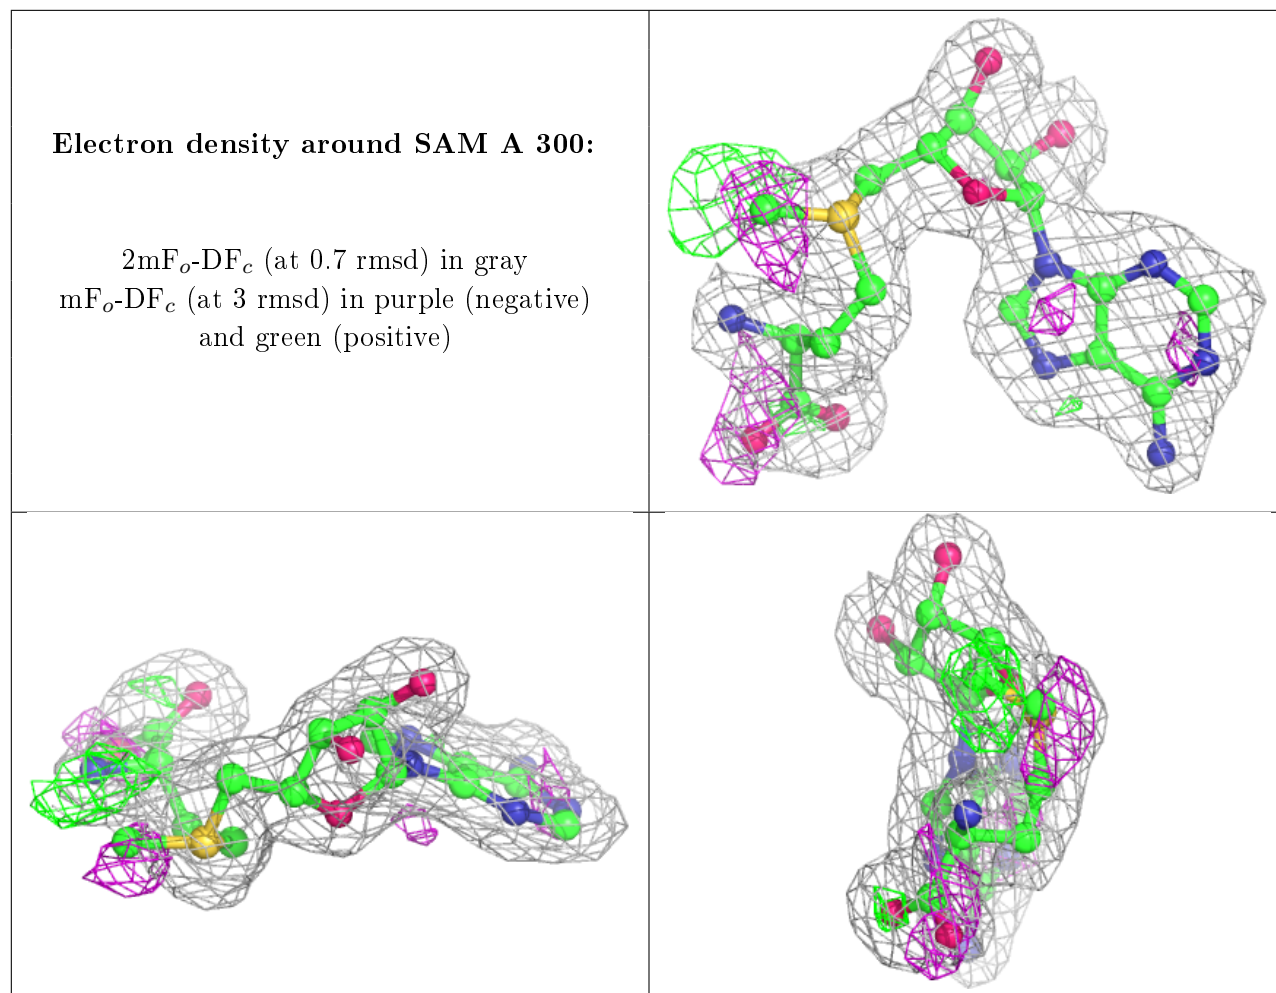 Electron density around SAM A 300:
2mFo-DFc (at 0.7 rmsd) in gray
mFo-DFc (at 3 rmsd) in purple (negative)
and green (positive)